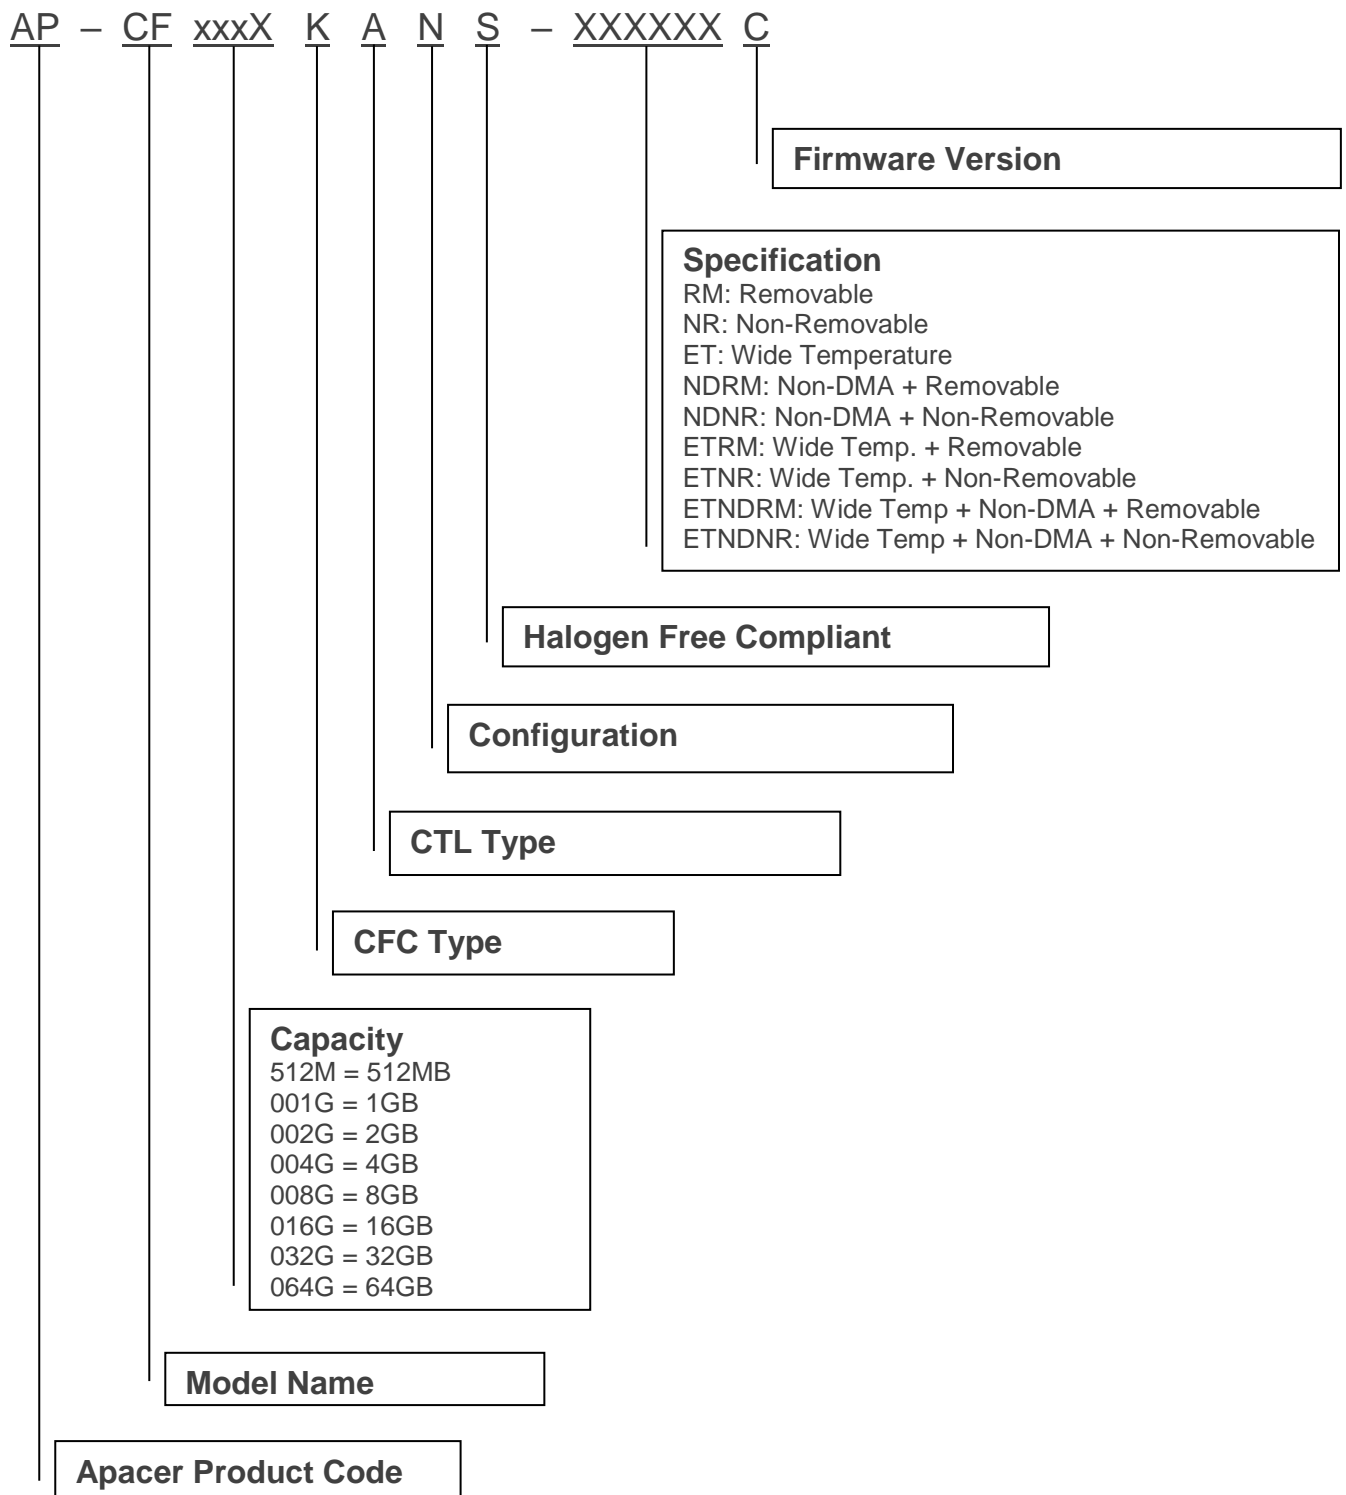 AP – CF xxxX K A N S – XXXXXX C
Firmware Version
Specification
RM: Removable
NR: Non-Removable
ET: Wide Temperature
NDRM: Non-DMA + Removable
NDNR: Non-DMA + Non-Removable
ETRM: Wide Temp. + Removable
ETNR: Wide Temp. + Non-Removable
ETNDRM: Wide Temp + Non-DMA + Removable
ETNDNR: Wide Temp + Non-DMA + Non-Removable
Halogen Free Compliant
Configuration
CTL Type
CFC Type
Capacity
512M = 512MB
001G = 1GB
002G = 2GB
004G = 4GB
008G = 8GB
016G = 16GB
032G = 32GB
064G = 64GB
Model Name
Apacer Product Code